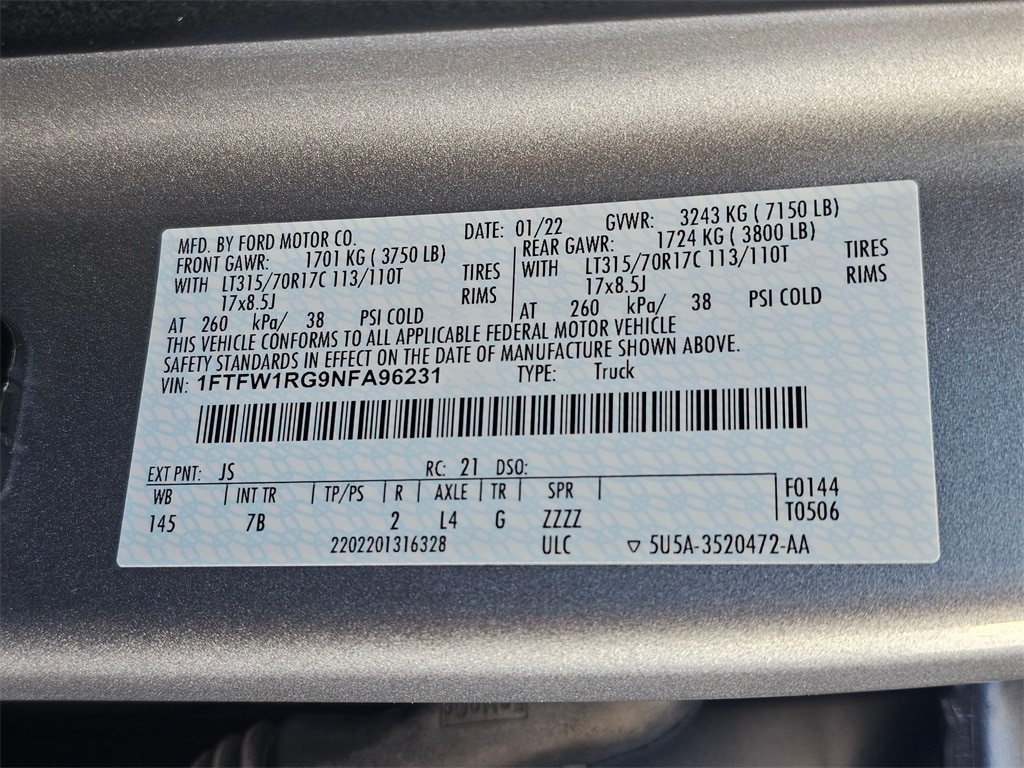 MFD. BY FORD MOTOR CO. DATE: 01/22 GVWR: 3243 KG ( 7150 LB)
FRONT GAWR: 1701 KG ( 3750 LB) REAR GAWR: 1724 KG ( 3800 LB)
WITH LT315/70R17C 113/110T TIRES WITH LT315/70R17C 113/110T TIRES
17x8.5J RIMS 17x8.5J RIMS
AT 260 kPa/ 38 PSI COLD AT 260 kPa/ 38 PSI COLD
THIS VEHICLE CONFORMS TO ALL APPLICABLE FEDERAL MOTOR VEHICLE
SAFETY STANDARDS IN EFFECT ON THE DATE OF MANUFACTURE SHOWN ABOVE.
VIN: 1FTFW1RG9NFA96231 TYPE: Truck
EXT PNT: JS RC: 21 DSO:
WB INT TR TP/PS R AXLE TR SPR F0144
145 7B 2 L4 G ZZZZ T0506
2202201316328 ULC ▽ 5U5A-3520472-AA